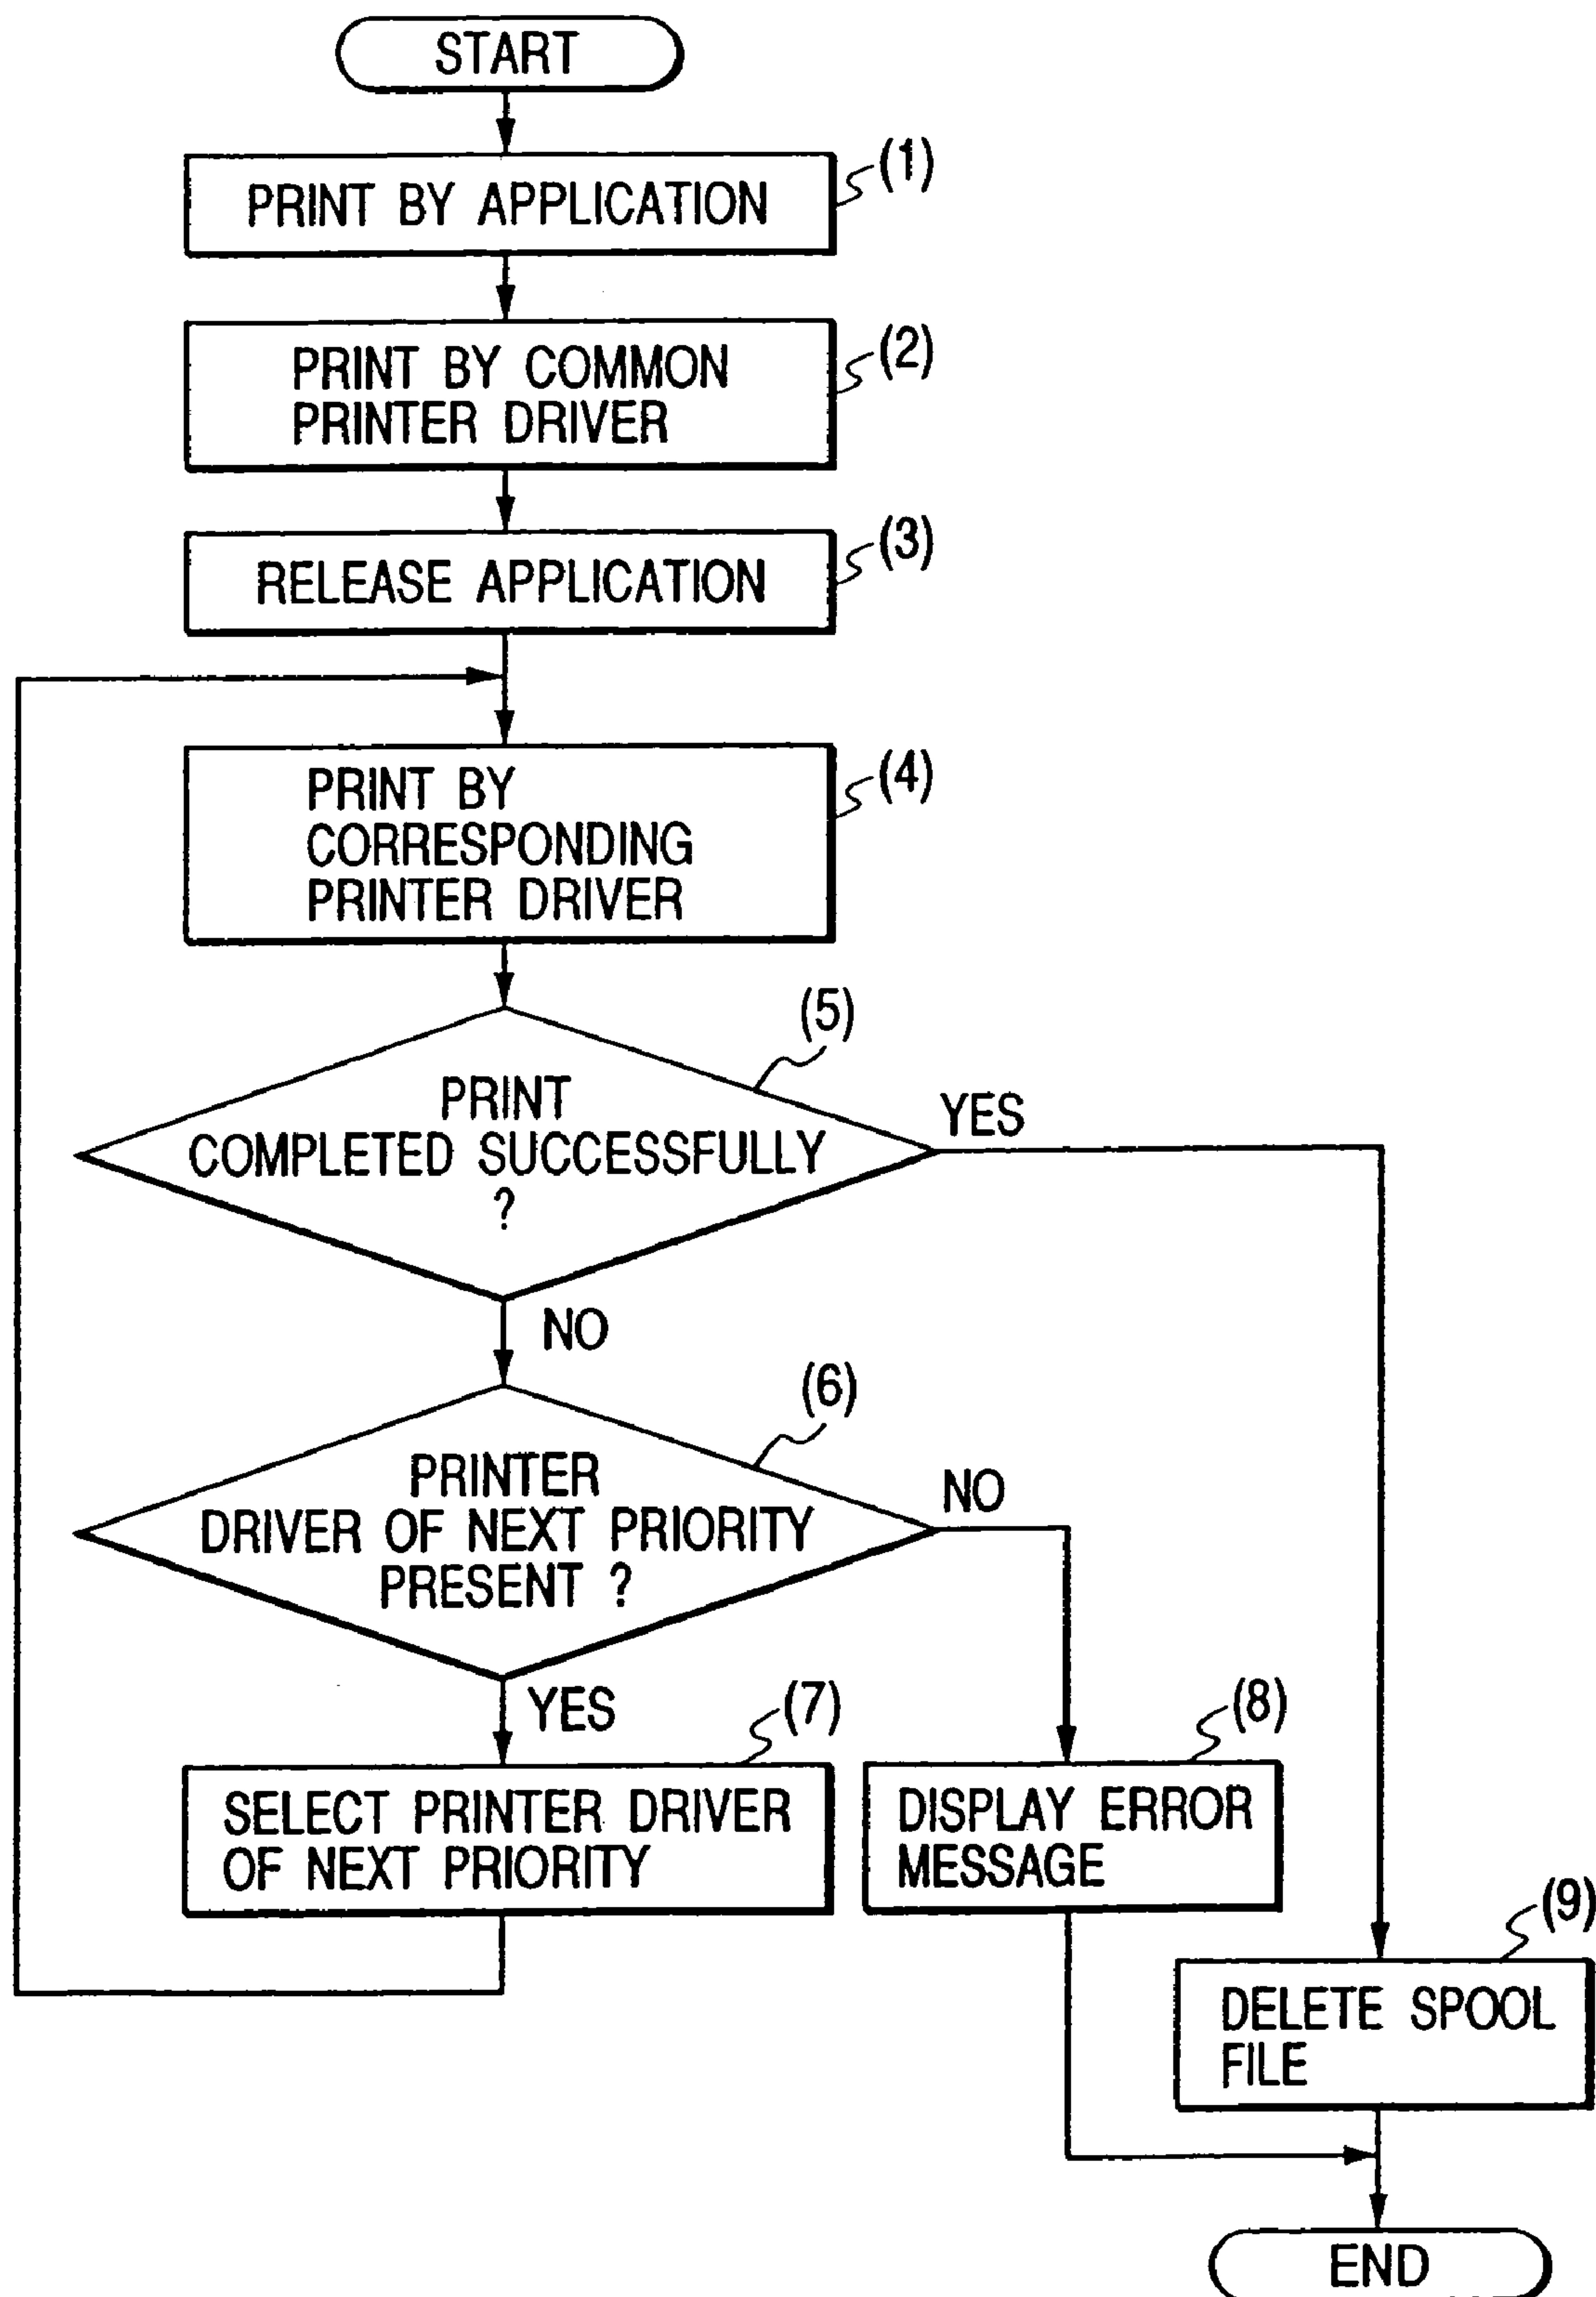 START
(1)
PRINT BY APPLICATION
(2)
PRINT BY COMMON
PRINTER DRIVER
(3)
RELEASE APPLICATION
(4)
PRINT BY
CORRESPONDING
PRINTER DRIVER
(5)
PRINT
COMPLETED SUCCESSFULLY
?
YES
NO
(6)
PRINTER
DRIVER OF NEXT PRIORITY
PRESENT ?
NO
YES
(7)
SELECT PRINTER DRIVER
OF NEXT PRIORITY
(8)
DISPLAY ERROR
MESSAGE
(9)
DELETE SPOOL
FILE
END